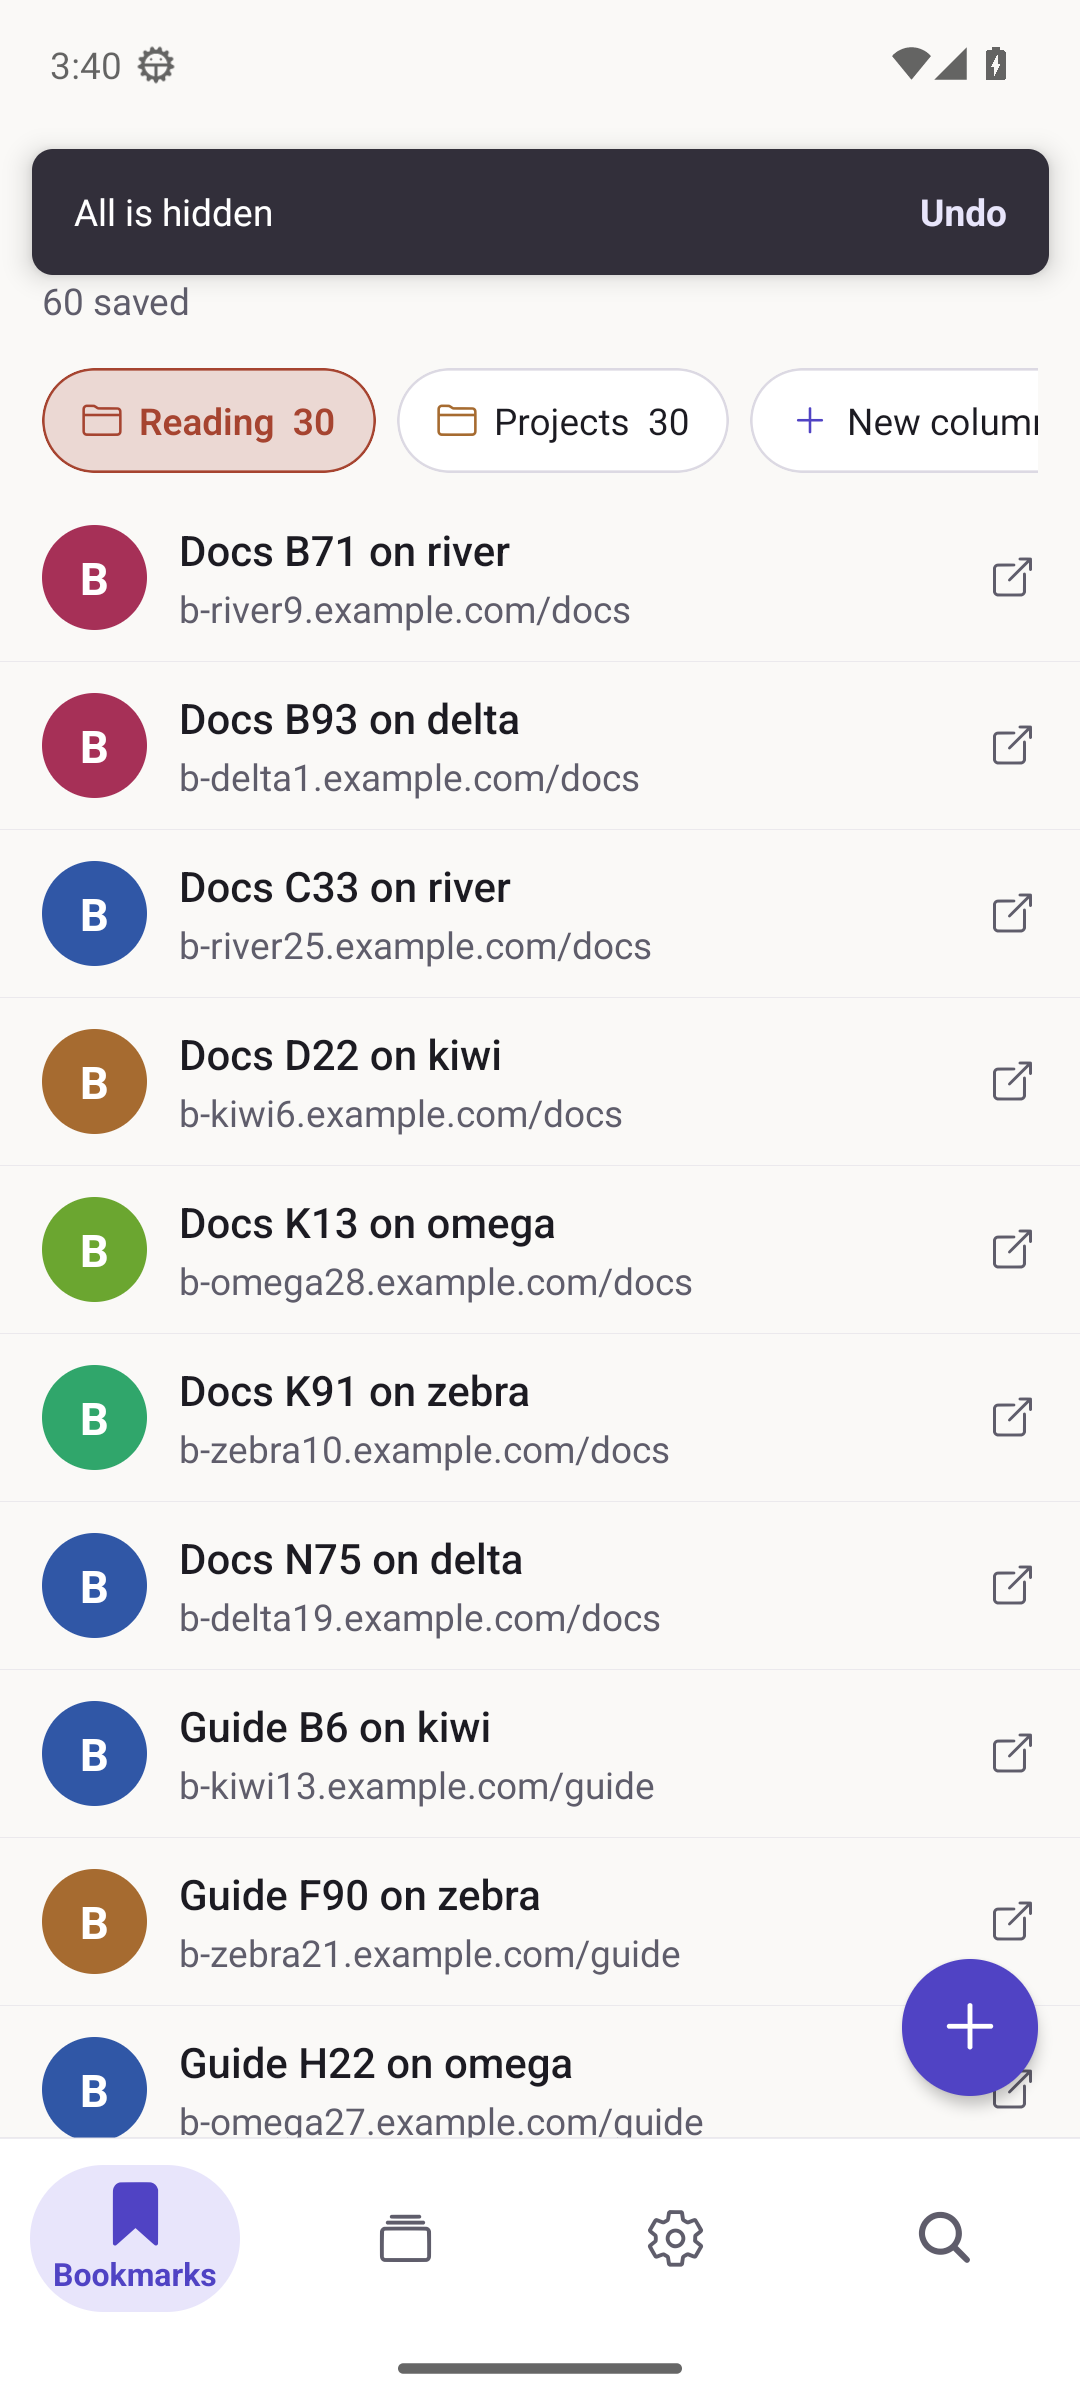 3:40
All is hidden
Undo
60 saved
Reading 30
Projects 30
New colum
B
Docs B71 on river
b-river9.example.com/docs
B
Docs B93 on delta
b-delta1.example.com/docs
B
Docs C33 on river
b-river25.example.com/docs
B
Docs D22 on kiwi
b-kiwi6.example.com/docs
B
Docs K13 on omega
b-omega28.example.com/docs
B
Docs K91 on zebra
b-zebra10.example.com/docs
B
Docs N75 on delta
b-delta19.example.com/docs
B
Guide B6 on kiwi
b-kiwi13.example.com/guide
B
Guide F90 on zebra
b-zebra21.example.com/guide
B
Guide H22 on omega
b-omega27.example.com/guide
Bookmarks